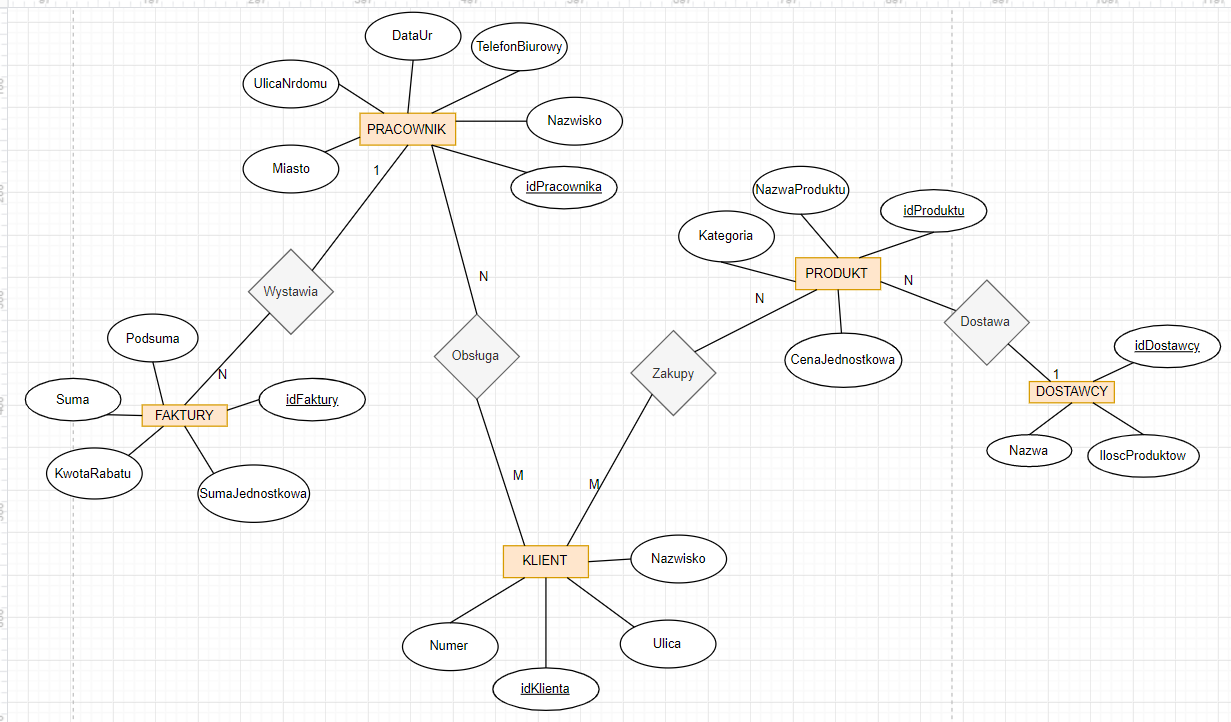 DataUr
TelefonBiurowy
UlicaNrdomu
Nazwisko
PRACOWNIK
Miasto
1
idPracownika
NazwaProduktu
idProduktu
Kategoria
N
PRODUKT
N
Wystawia
N
Dostawa
Podsuma
Obsługa
CenaJednostkowa
idDostawcy
Zakupy
N
1
Suma
idFaktury
DOSTAWCY
FAKTURY
Nazwa
IloscProduktow
KwotaRabatu
M
M
SumaJednostkowa
KLIENT
Nazwisko
Numer
Ulica
idKlienta